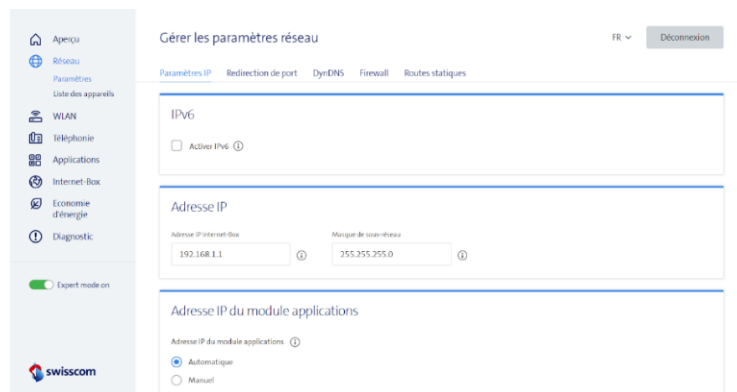 Aperçu
Réseau
Paramètres
Liste des appareils
WLAN
Téléphonie
Applications
Internet-Box
Economie
d'énergie
Diagnostic
Expert mode on
swisscom
Gérer les paramètres réseau
FR
Déconnexion
Paramètres IP Redirection de port DynDNS Firewall Routes statiques
IPv6
Activer IPv6
Adresse IP
Adresse IP Internet-Box Masque de sous-réseau
192.168.1.1 255.255.255.0
Adresse IP du module applications
Adresse IP du module applications
Automatique
Manuel